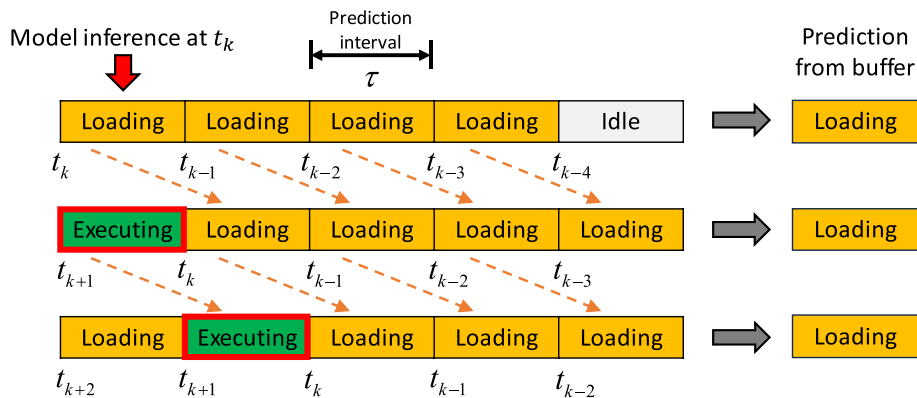 Model inference at t_k
Prediction
interval
τ
Prediction
from buffer
Loading Loading Loading Loading Idle Loading
t_k t_{k-1} t_{k-2} t_{k-3} t_{k-4}
Executing Loading Loading Loading Loading Loading
t_{k+1} t_k t_{k-1} t_{k-2} t_{k-3}
Loading Executing Loading Loading Loading Loading
t_{k+2} t_{k+1} t_k t_{k-1} t_{k-2}